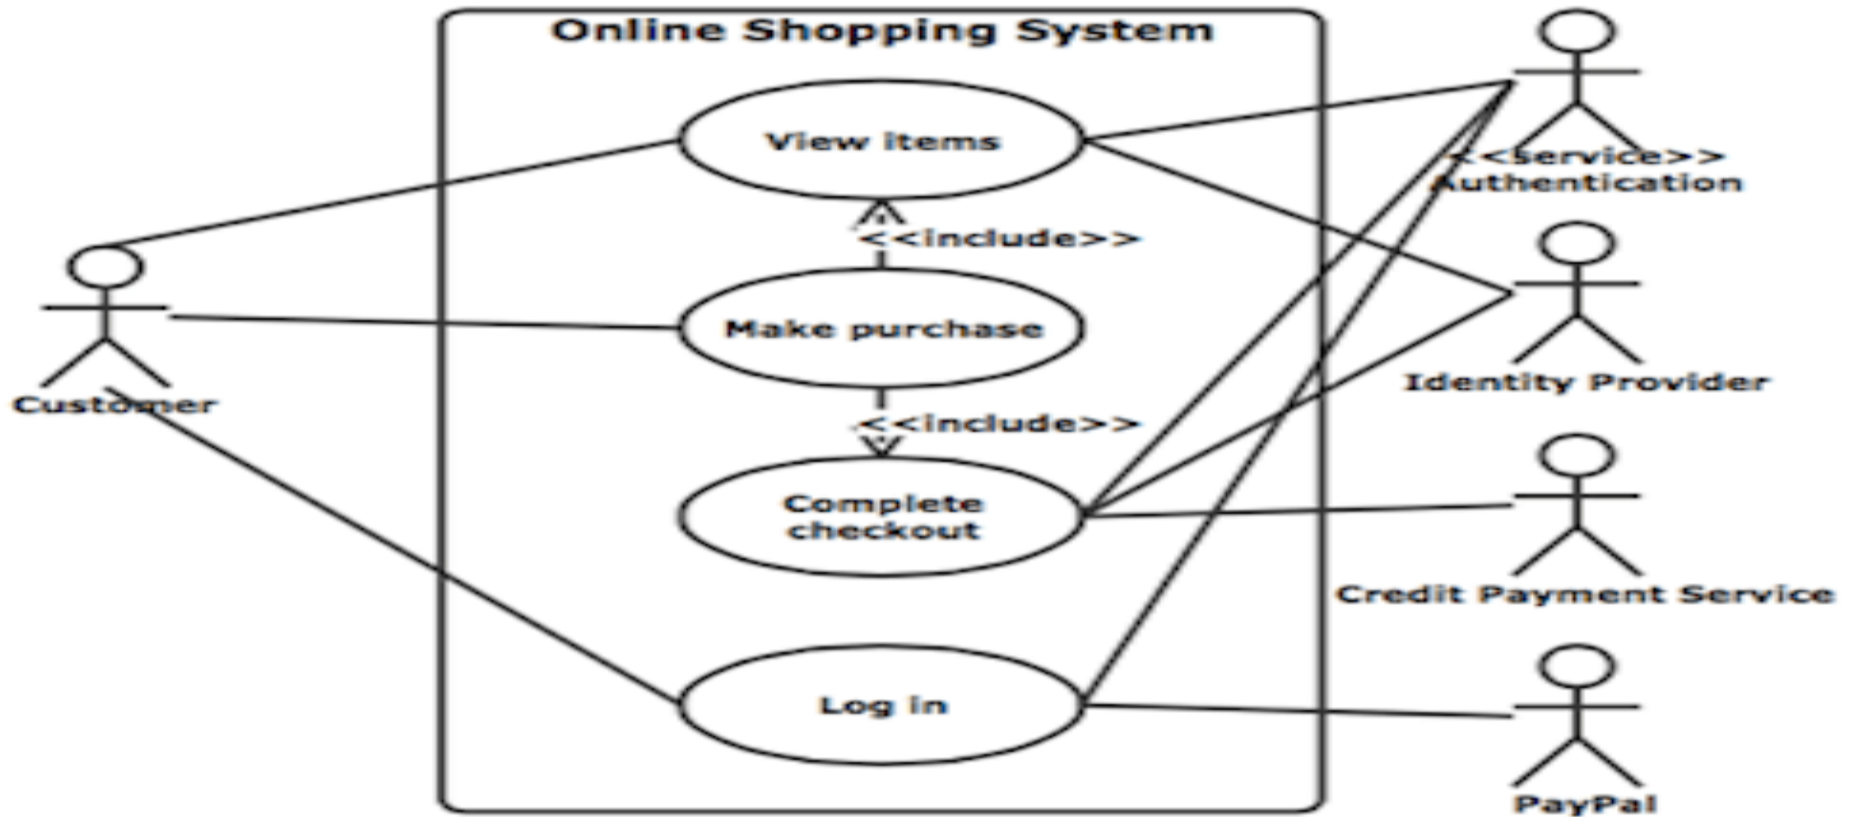 Online Shopping System
View items
<<include>>
Make purchase
<<include>>
Complete
checkout
Log in
Customer
<<service>>
Authentication
Identity Provider
Credit Payment Service
PayPal